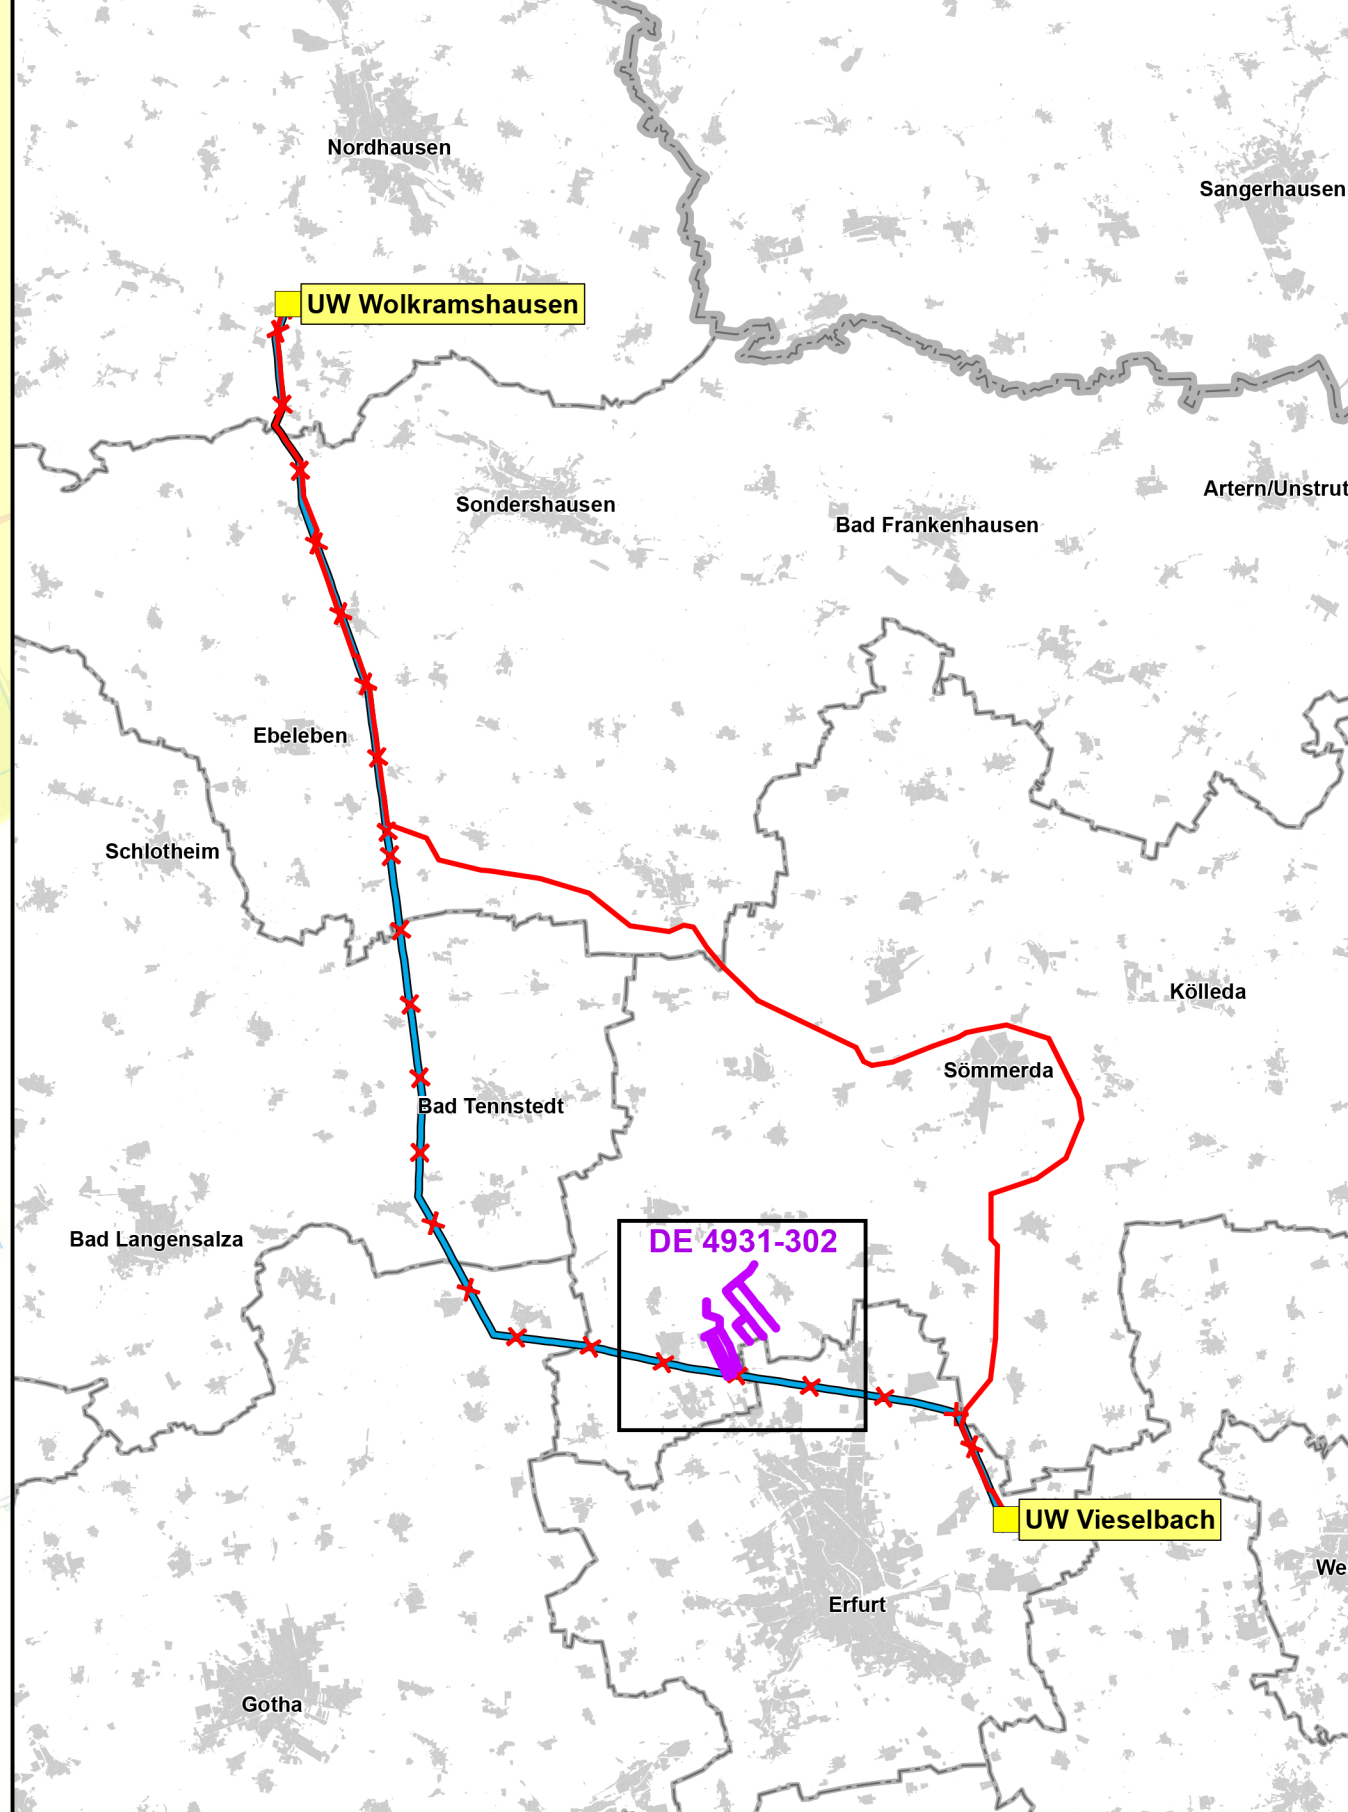 Nordhausen
Sangerhausen
UW Wolkramshausen
Sondershausen
Artern/Unstrut
Bad Frankenhausen
Ebeleben
Schlotheim
Kölleda
Sömmerda
Bad Tennstedt
Bad Langensalza
DE 4931-302
UW Vieselbach
We
Erfurt
Gotha